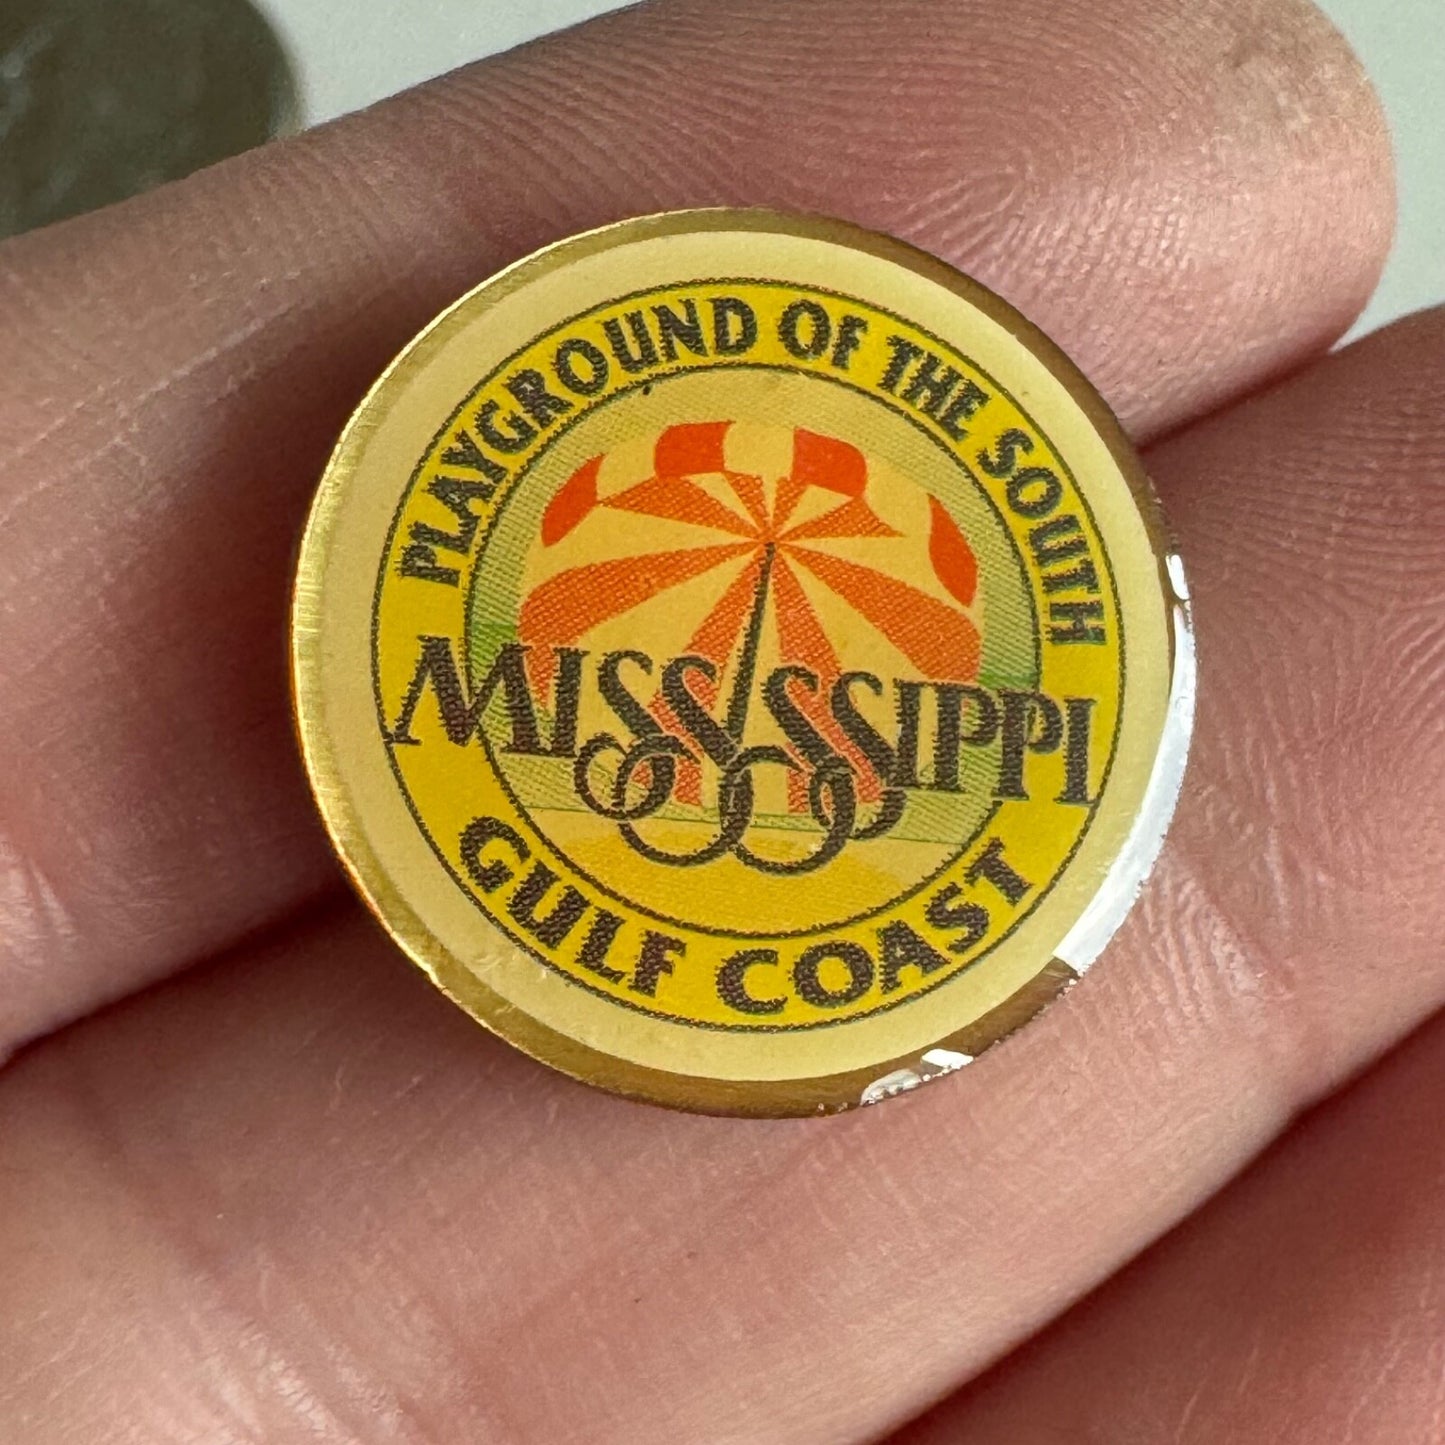 PLAYGROUND OF THE SOUTH
MISSISSIPPI
GULF COAST